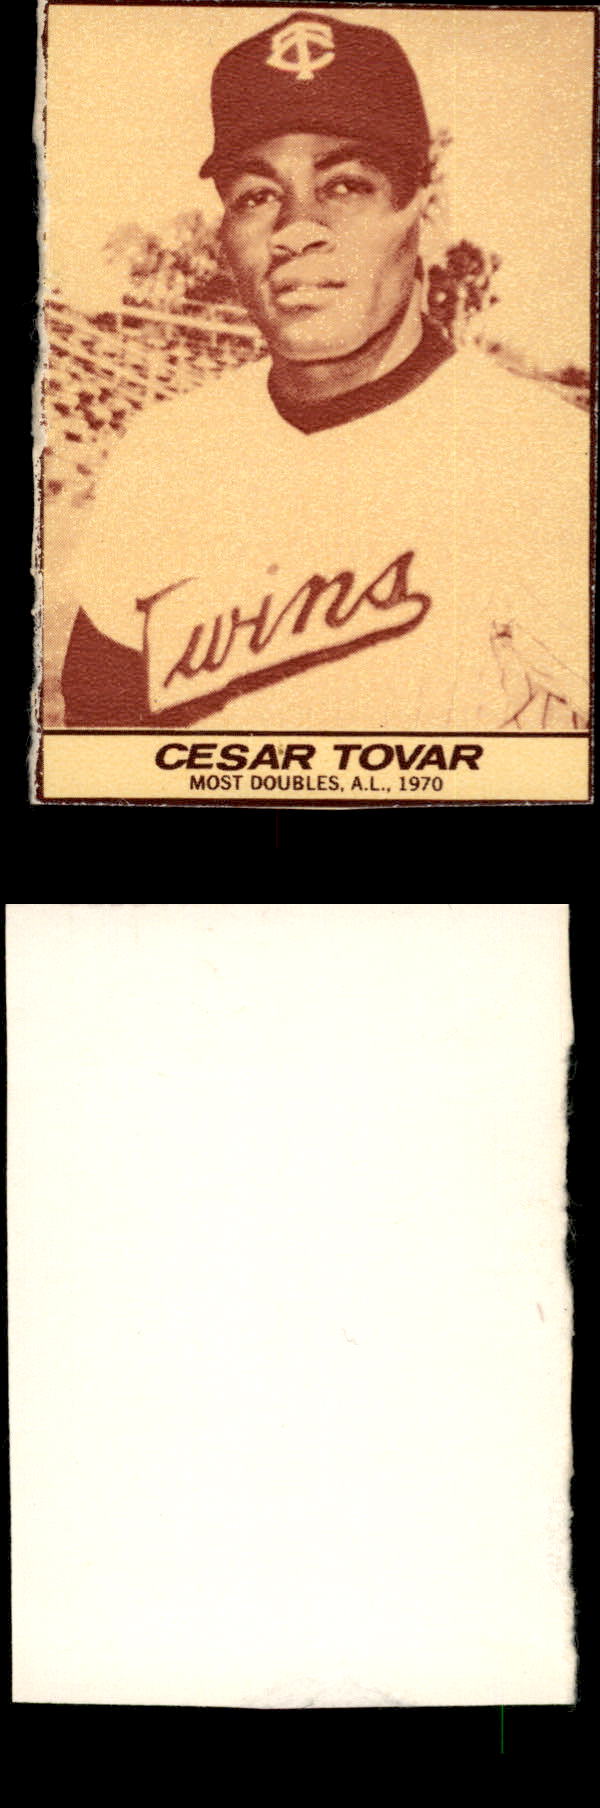 TC
Twins
CESAR TOVAR
MOST DOUBLES, A.L., 1970